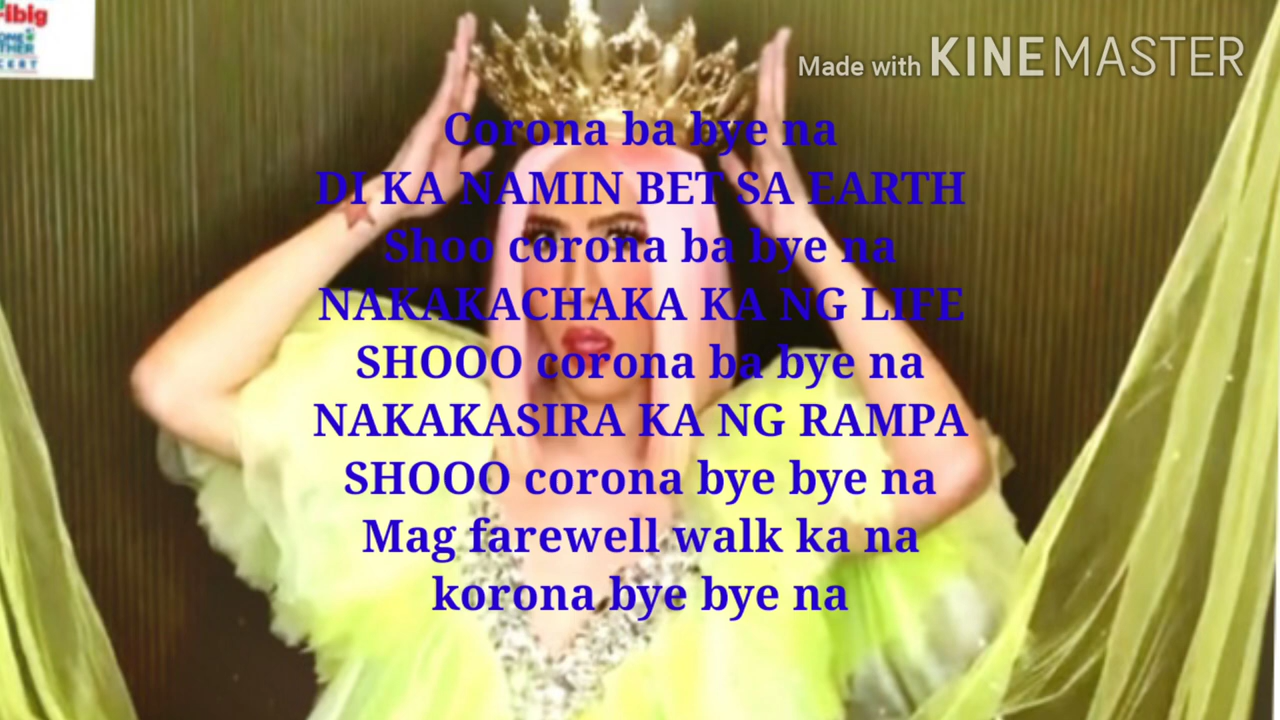 ibig
Made with KINEMASTER
Corona ba bye na
DI KA NAMIN BET SA EARTH
Shoo corona ba bye na
NAKAKACHAKA KA NG LIFE
SHOOO corona ba bye na
NAKAKASIRA KA NG RAMPA
SHOOO corona bye bye na
Mag farewell walk ka na
korona bye bye na